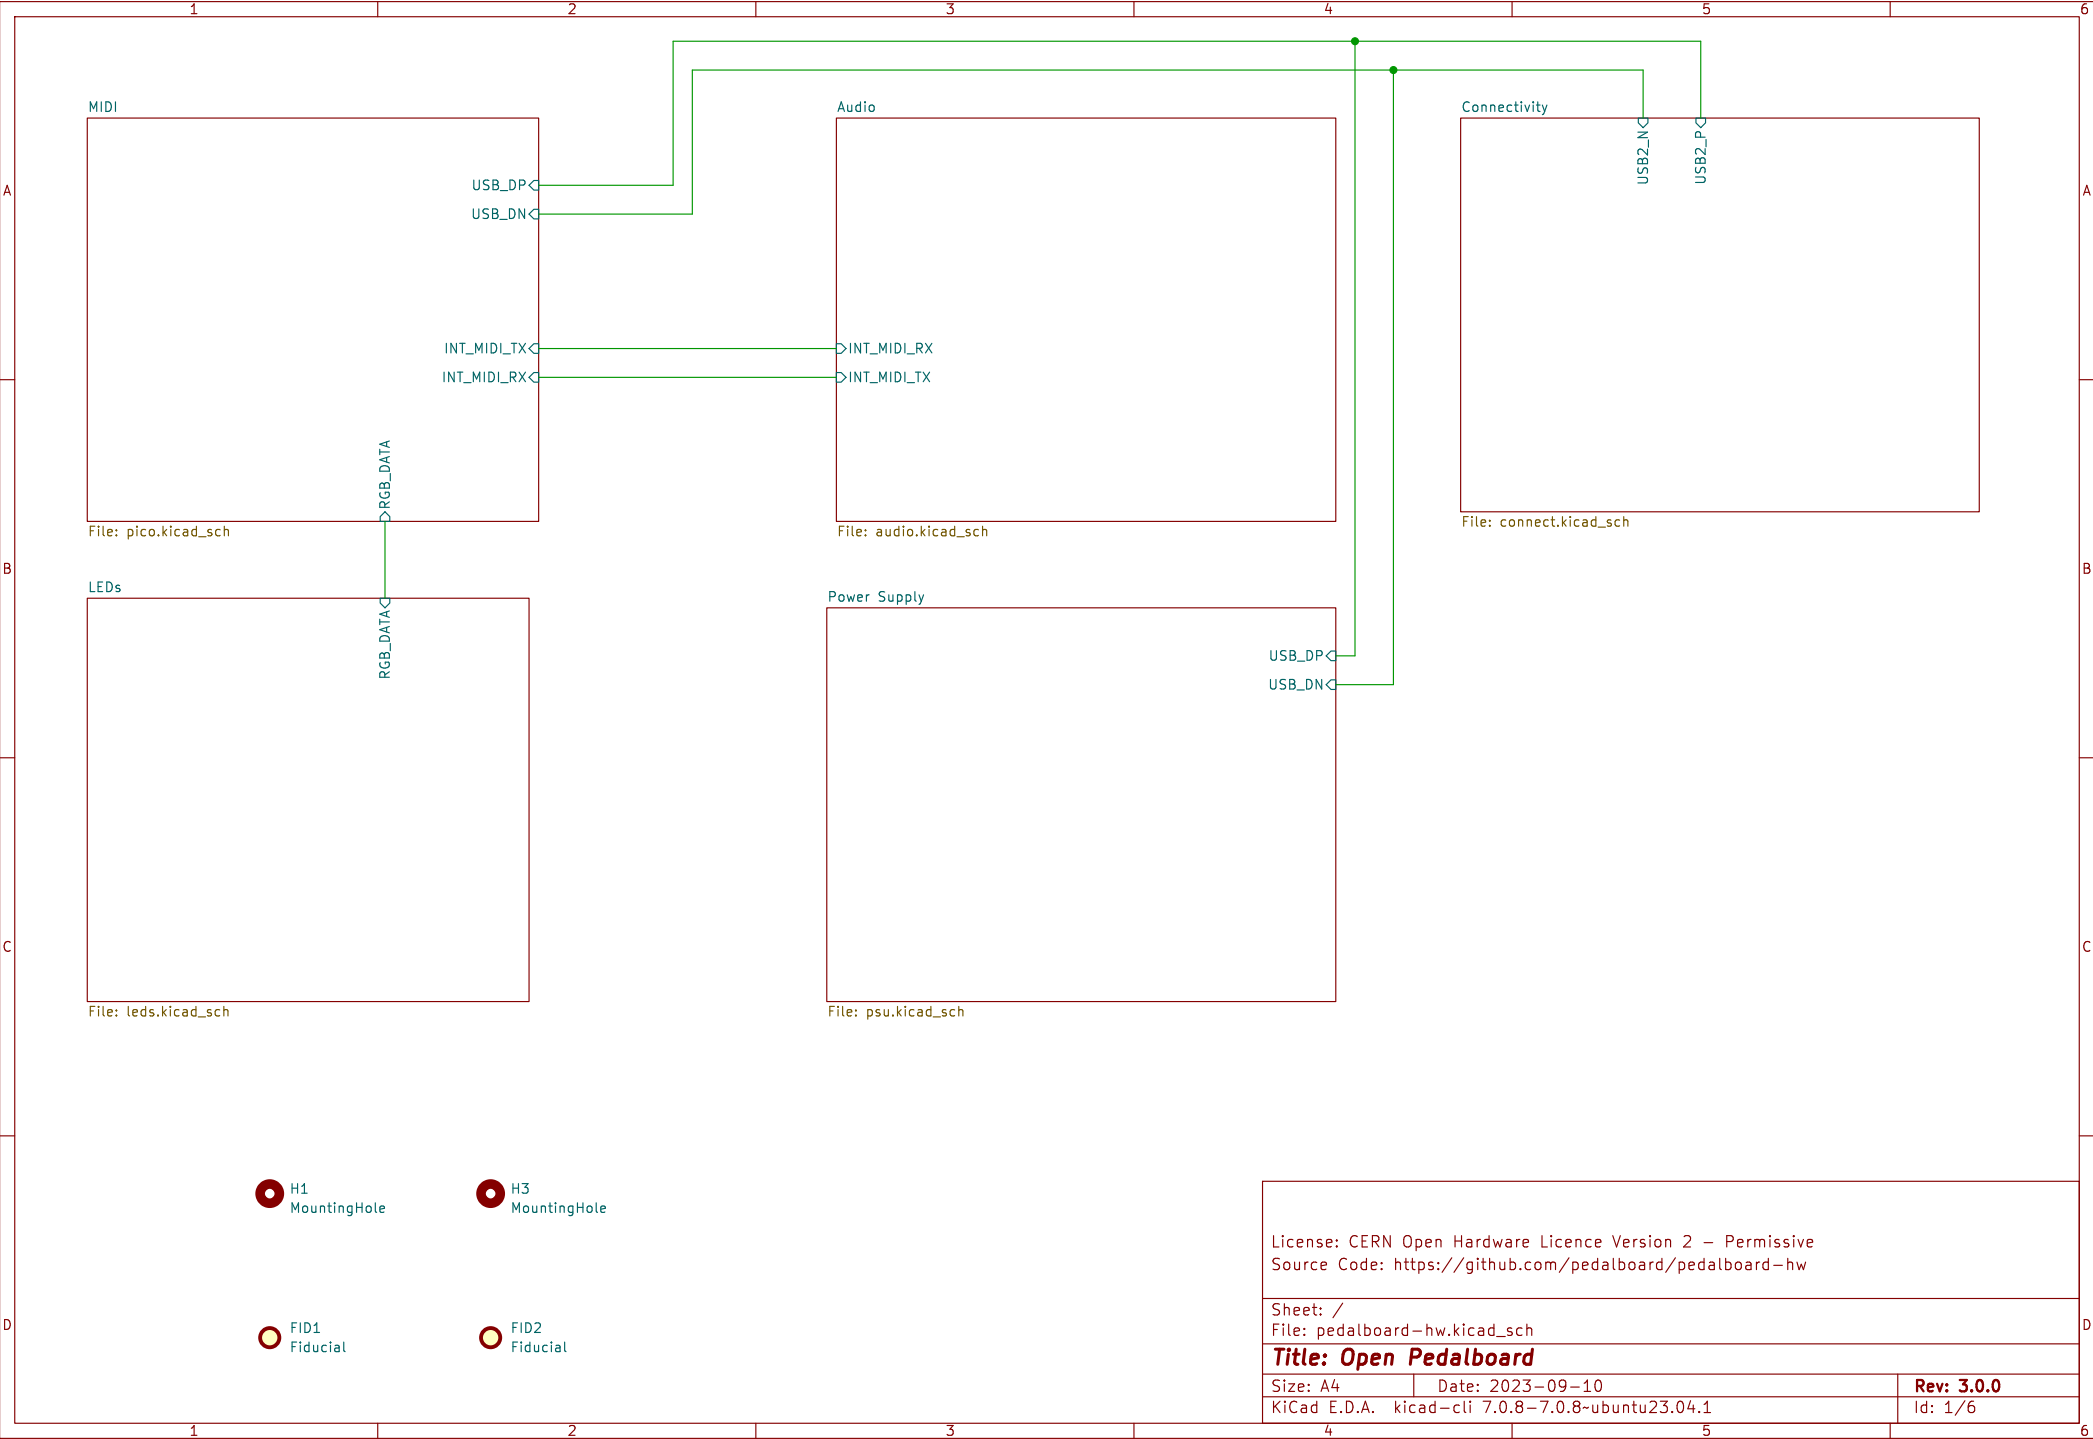 1 2 3 4 5 6
MIDI
Audio
Connectivity
USB2_N
USB2_P
A
A
USB_DP
USB_DN
INT_MIDI_TX
INT_MIDI_RX
INT_MIDI_RX
INT_MIDI_TX
RGB_DATA
File: pico.kicad_sch
File: audio.kicad_sch
File: connect.kicad_sch
B
B
LEDs
Power Supply
RGB_DATA
USB_DP
USB_DN
C
C
File: leds.kicad_sch
File: psu.kicad_sch
H1
MountingHole
H3
MountingHole
FID1
Fiducial
FID2
Fiducial
D
D
License: CERN Open Hardware Licence Version 2 - Permissive
Source Code: https://github.com/pedalboard/pedalboard-hw
Sheet: /
File: pedalboard-hw.kicad_sch
Title: Open Pedalboard
Size: A4
Date: 2023-09-10
Rev: 3.0.0
KiCad E.D.A. kicad-cli 7.0.8-7.0.8~ubuntu23.04.1
Id: 1/6
1 2 3 4 5 6